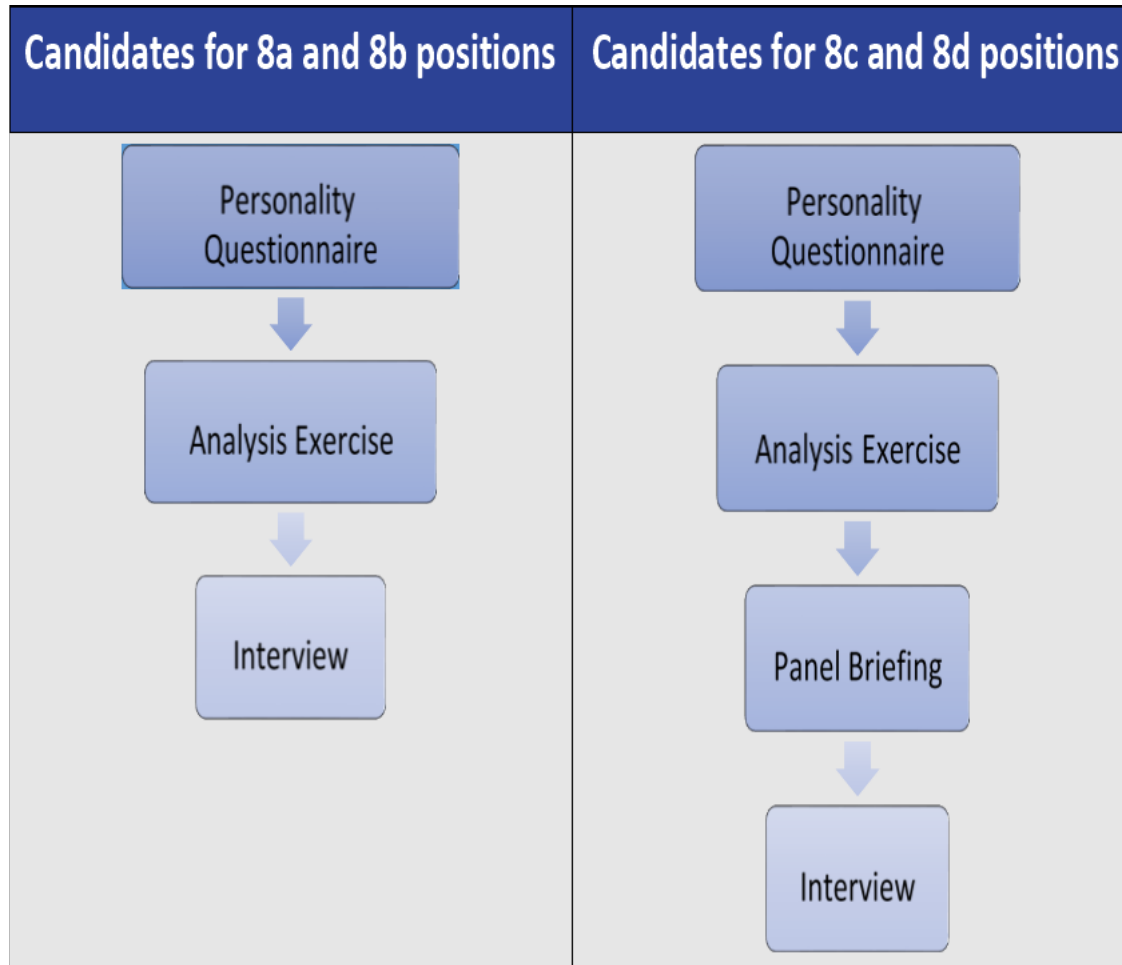 Candidates for 8a and 8b positions
Personality
Questionnaire
Analysis Exercise
Interview
Candidates for 8c and 8d positions
Personality
Questionnaire
Analysis Exercise
Panel Briefing
Interview